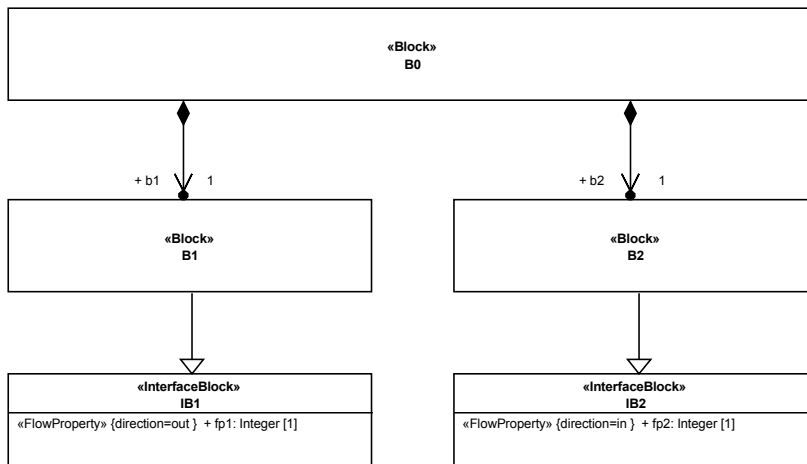 «Block»
B0
+ b1 1
+ b2 1
«Block»
B1
«Block»
B2
«InterfaceBlock»
IB1
«FlowProperty» {direction=out } + fp1: Integer [1]
«InterfaceBlock»
IB2
«FlowProperty» {direction=in } + fp2: Integer [1]